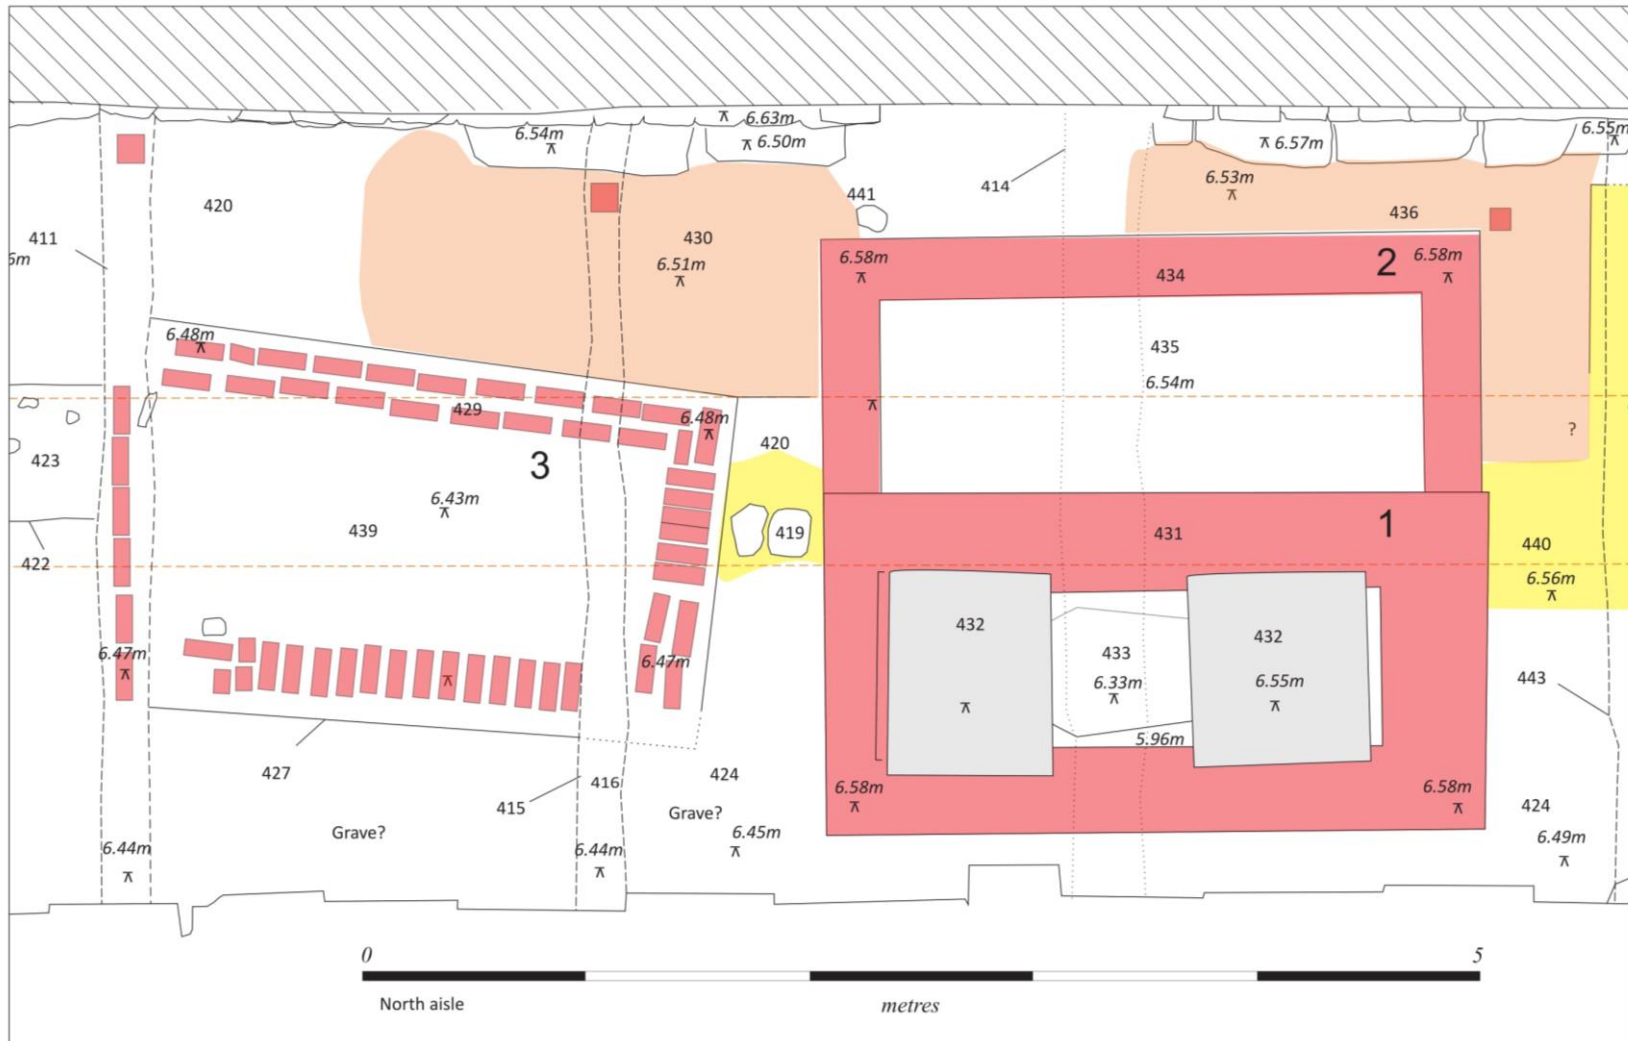 6.63m
6.54m
6.50m
6.57m
6.55m
420
441
414
6.53m
411
430
436
6m
6.51m
6.58m
434
2
6.58m
6.48m
435
6.54m
429
6.48m
420
?
423
3
6.43m
439
419
431
1
440
422
6.56m
432
432
433
6.47m
6.47m
6.33m
6.55m
443
5.96m
427
424
416
415
6.58m
6.58m
424
Grave?
Grave?
6.45m
6.44m
6.44m
6.49m
0
5
North aisle
metres